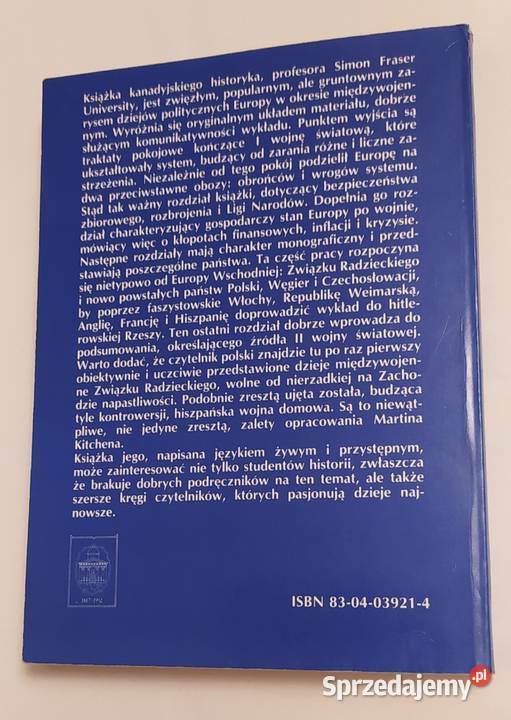 Książka kanadyjskiego historyka, profesora Simon Fraser
University, jest zwięzłym, popularnym, ale gruntownym za-
rysem dziejów politycznych Europy w okresie międzywojen-
nym. Wyróżnia się oryginalnym układem materiału, dobrze
służącym komunikatywności wykładu. Punktem wyjścia są
traktaty pokojowe kończące I wojnę światową, które
ukształtowały system, budzący od zarania różne i liczne za-
strzeżenia. Niezależnie od tego pokój podzielił Europę na
dwa przeciwstawne obozy: obrońców i wrogów systemu.
Stąd tak ważny rozdział książki, dotyczący bezpieczeństwa
zbiorowego, rozbrojenia i Ligi Narodów. Dopełnia go roz-
dział charakteryzujący gospodarczy stan Europy po wojnie,
mówiący więc o kłopotach finansowych, inflacji i kryzysie.
Następne rozdziały mają charakter monograficzny i przed-
stawiają poszczególne państwa. Ta część pracy rozpoczyna
się nietypowo od Europy Wschodniej: Związku Radzieckiego
i nowo powstałych państw Polski, Węgier i Czechosłowacji,
by poprzez faszystowskie Włochy, Republikę Weimarską,
Anglię, Francję i Hiszpanię doprowadzić wykład do hitle-
rowskiej Rzeszy. Ten ostatni rozdział dobrze wprowadza do
podsumowania, określającego źródła II wojny światowej.
Warto dodać, że czytelnik polski znajdzie tu po raz pierwszy
obiektywnie i uczciwie przedstawione dzieje międzywojen-
ne Związku Radzieckiego, wolne od nierzadkiej na Zacho-
dzie napastliwości. Podobnie zresztą ujęta została, budząca
tyle kontrowersji, hiszpańska wojna domowa. Są to niewąt-
pliwe, nie jedyne zresztą, zalety opracowania Martina
Kitchena.
Książka jego, napisana językiem żywym i przystępnym,
może zainteresować nie tylko studentów historii, zwłaszcza
że brakuje dobrych podręczników na ten temat, ale także
szersze kręgi czytelników, których pasjonują dzieje naj-
nowsze.
ISBN 83-04-03921-4
Sprzedajemy.pl